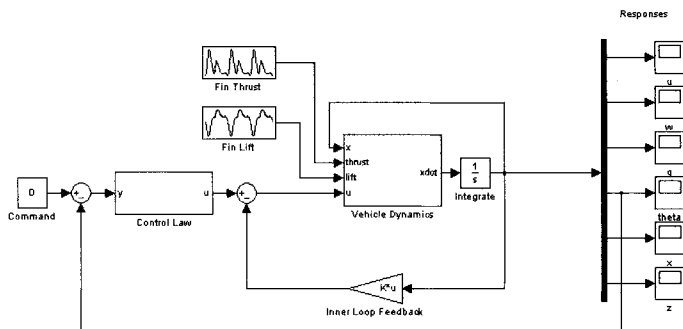 Responses
Fin Thrust
Fin Lift
x
thrust
lift
u
xdot
Vehicle Dynamics
1
s
Integrate
D
Command
+
-
y
u
Control Law
-
K*u
Inner Loop Feedback
u
w
q
theta
x
z